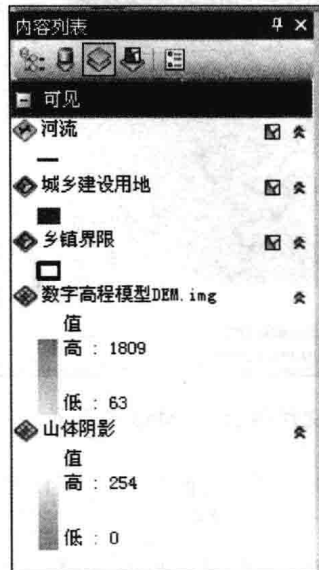 内容列表
可见
河流
城乡建设用地
乡镇界限
数字高程模型DEM.img
值
高 : 1809
低 : 63
山体阴影
值
高 : 254
低 : 0